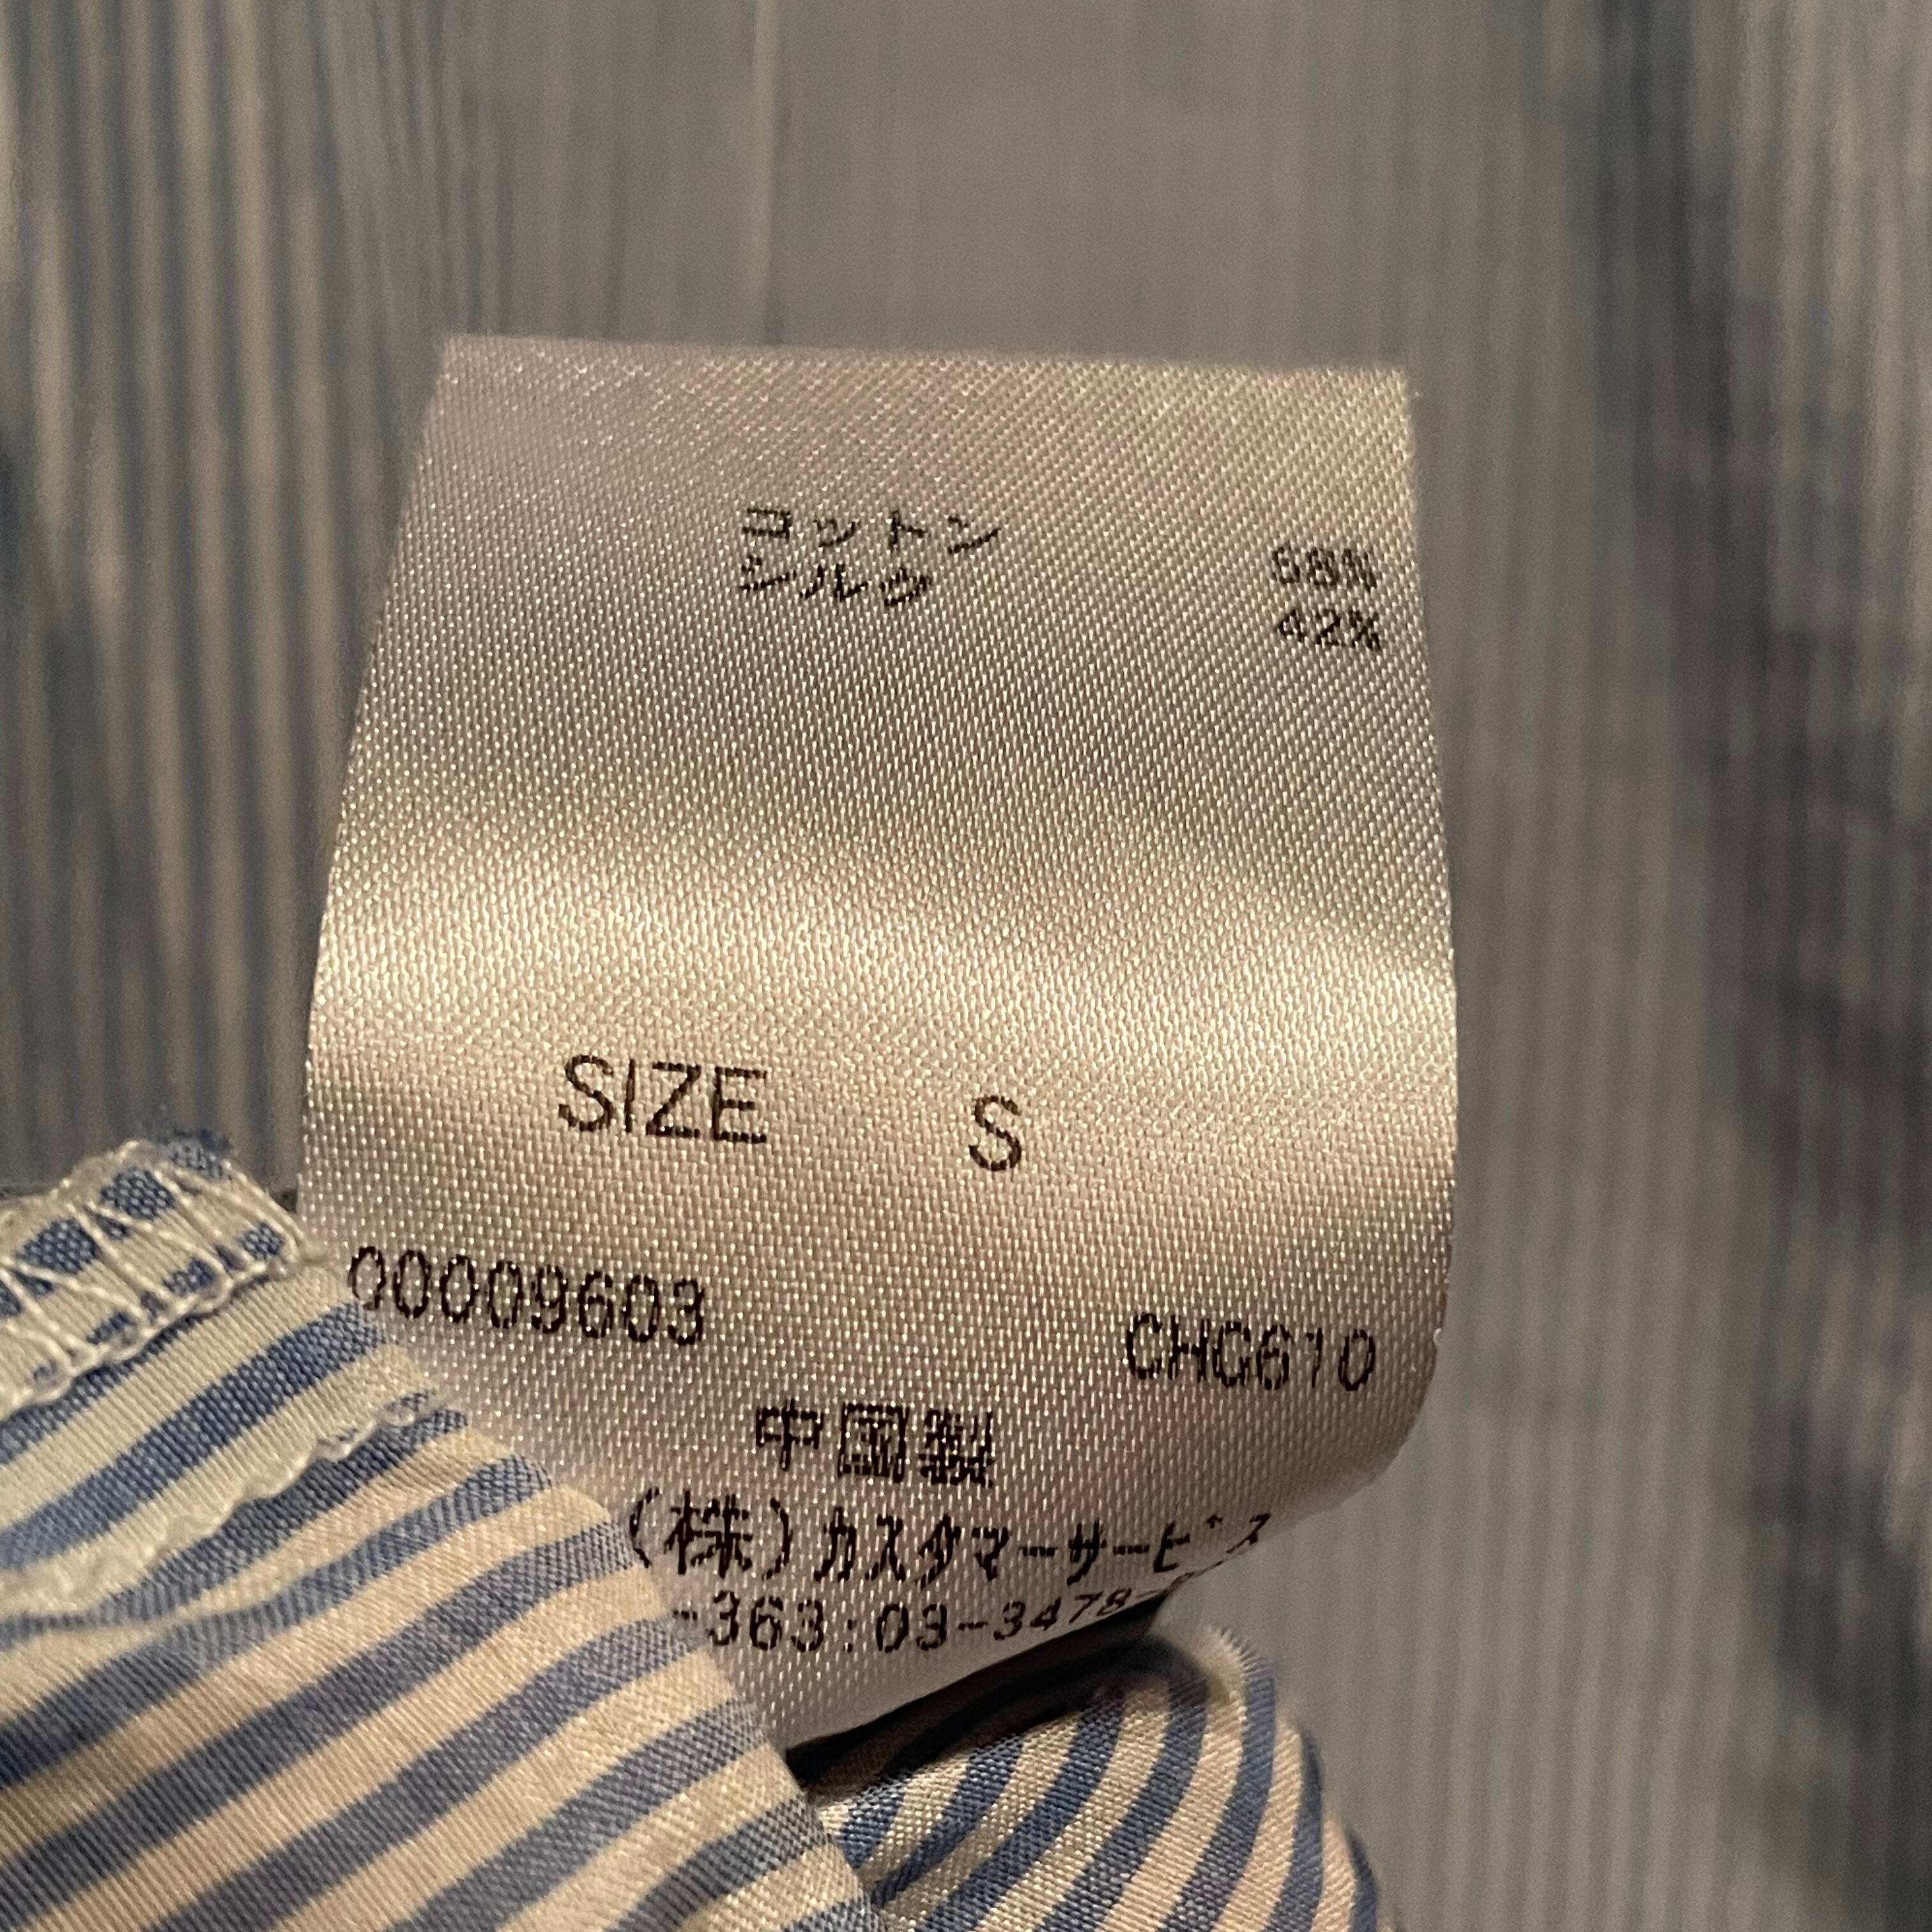 コットン 58%
シルク 42%
SIZE S
00009603 CHG610
中国製
(株)カスタマーサービス
-363:03-3478-